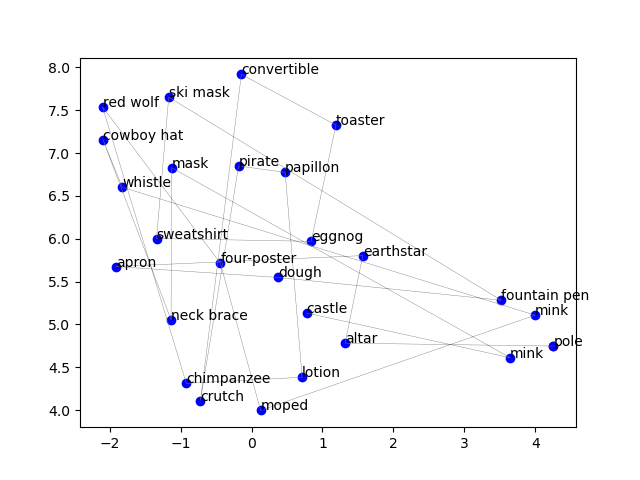 8.0
7.5
7.0
6.5
6.0
5.5
5.0
4.5
4.0
−2
−1
0
1
2
3
4
convertible
ski mask
red wolf
toaster
cowboy hat
mask
pirate
papillon
whistle
sweatshirt
eggnog
earthstar
apron
four-poster
dough
fountain pen
castle
mink
neck brace
altar
pole
mink
lotion
chimpanzee
crutch
moped